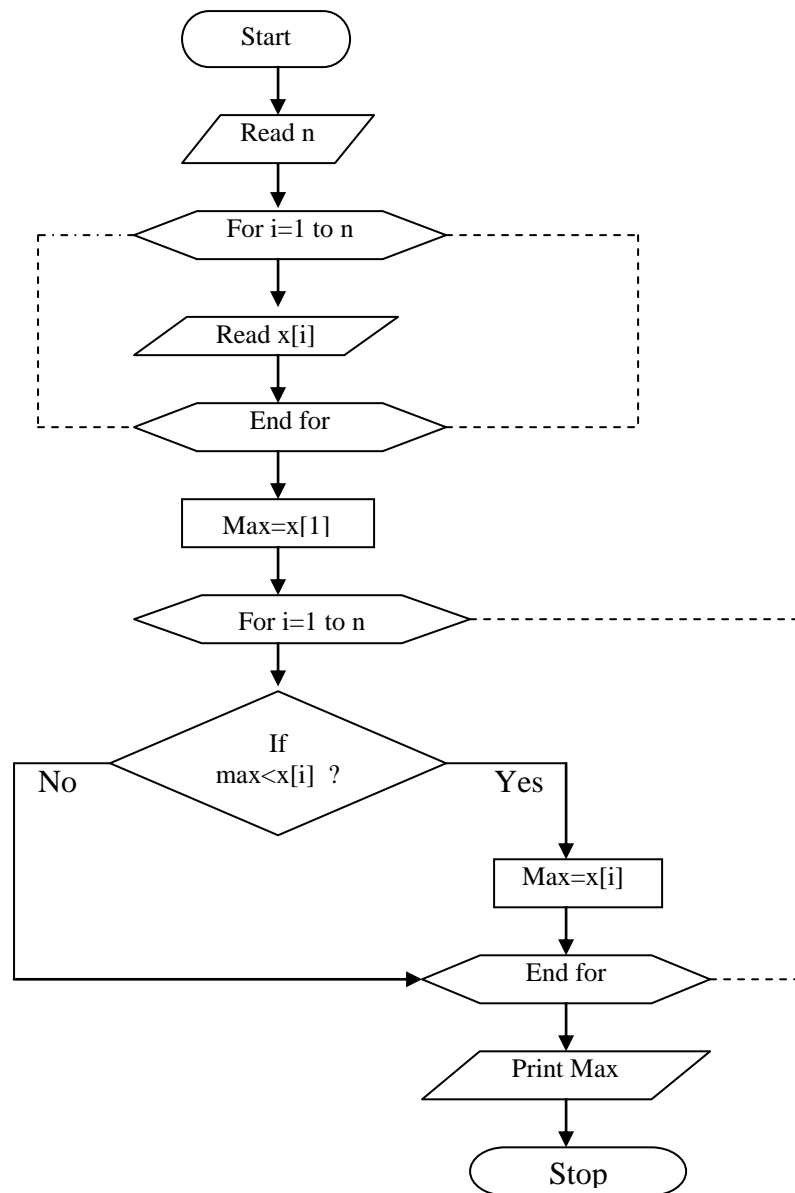 Start
Read n
For i=1 to n
Read x[i]
End for
Max=x[1]
For i=1 to n
If
max<x[i] ?
No
Yes
Max=x[i]
End for
Print Max
Stop